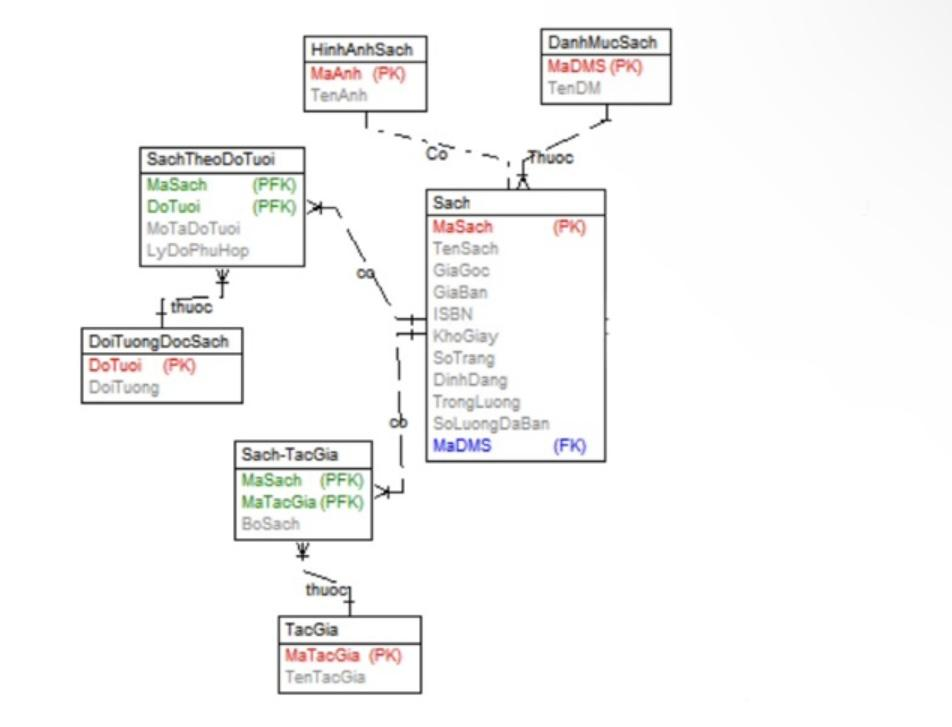 HinhAnhSach
MaAnh (PK)
TenAnh
DanhMucSach
MaDMS (PK)
TenDM
Co
Thuoc
SachTheoDoTuoi
MaSach (PFK)
DoTuoi (PFK)
MoTaDoTuoi
LyDoPhuHop
co
thuoc
DoiTuongDocSach
DoTuoi (PK)
DoiTuong
Sach
MaSach (PK)
TenSach
GiaGoc
GiaBan
ISBN
KhoGiay
SoTrang
DinhDang
TrongLuong
SoLuongDaBan
MaDMS (FK)
co
Sach-TacGia
MaSach (PFK)
MaTacGia (PFK)
BoSach
thuoc
TacGia
MaTacGia (PK)
TenTacGia